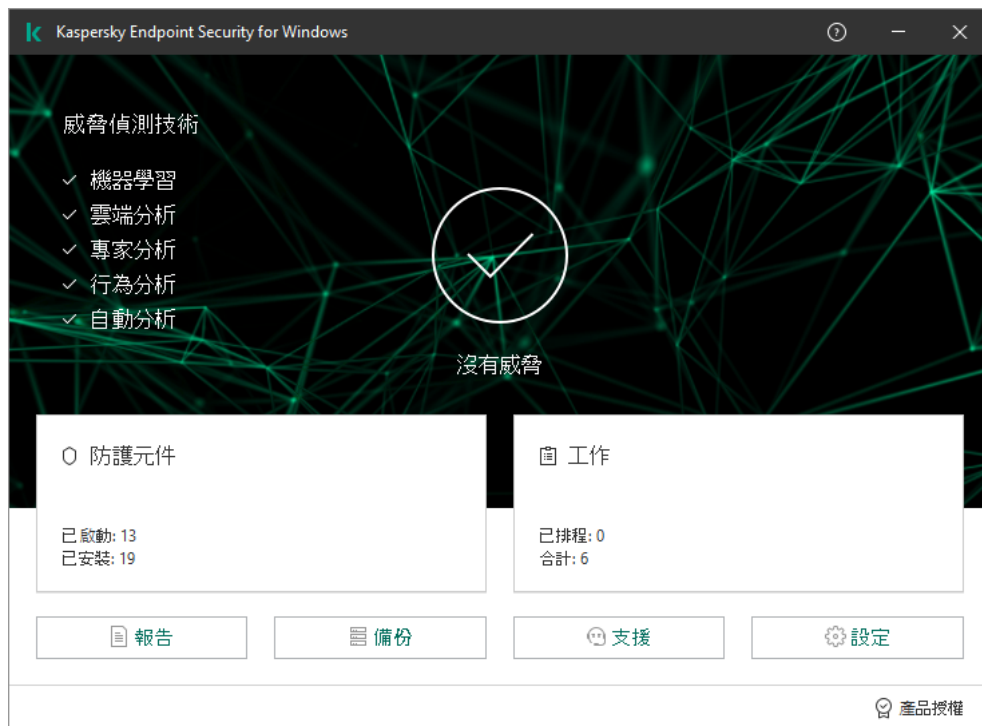 Kaspersky Endpoint Security for Windows
威脅偵測技術
機器學習
雲端分析
專家分析
行為分析
自動分析
沒有威脅
防護元件
已啟動: 13
已安裝: 19
工作
已排程: 0
合計: 6
報告
備份
支援
設定
產品授權